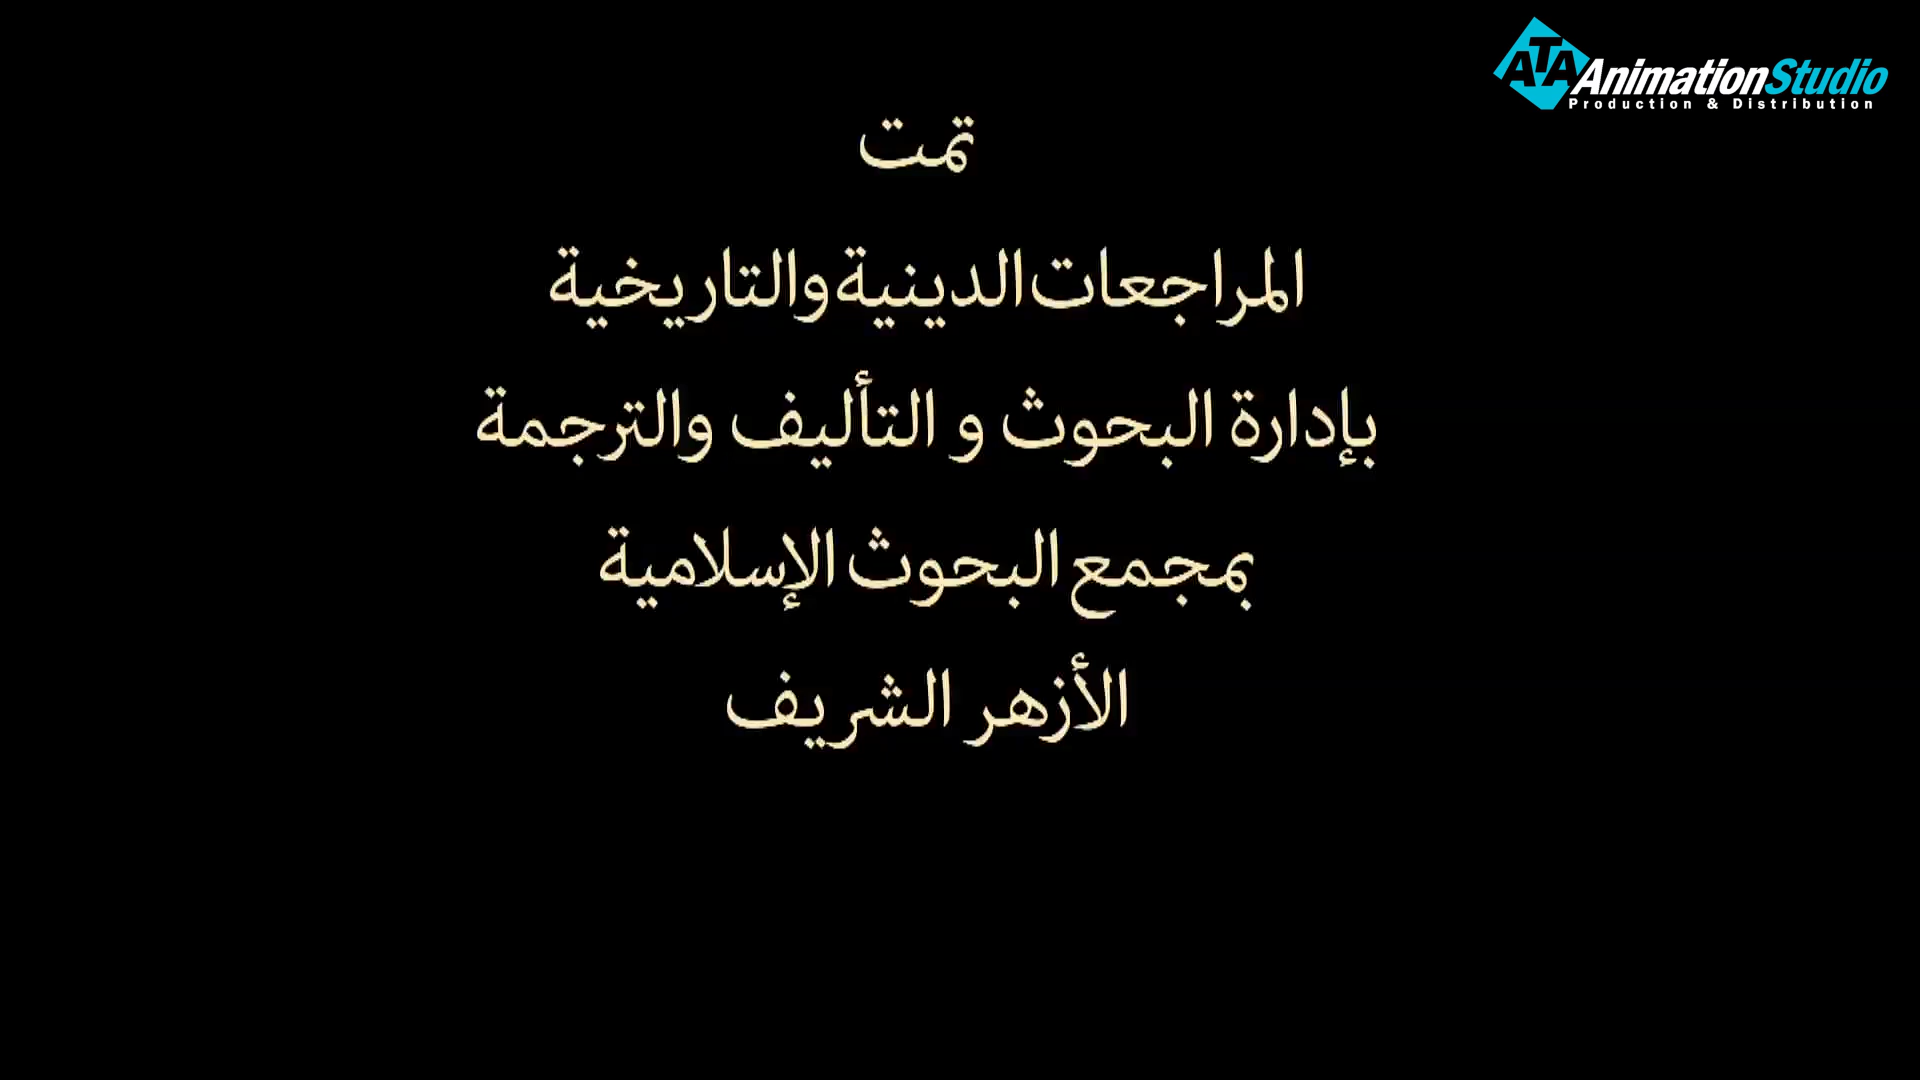 ATA AnimationStudio
Production & Distribution
تمت
المراجعات الدينية والتاريخية
بإدارة البحوث و التأليف والترجمة
بمجمع البحوث الإسلامية
الأزهر الشريف